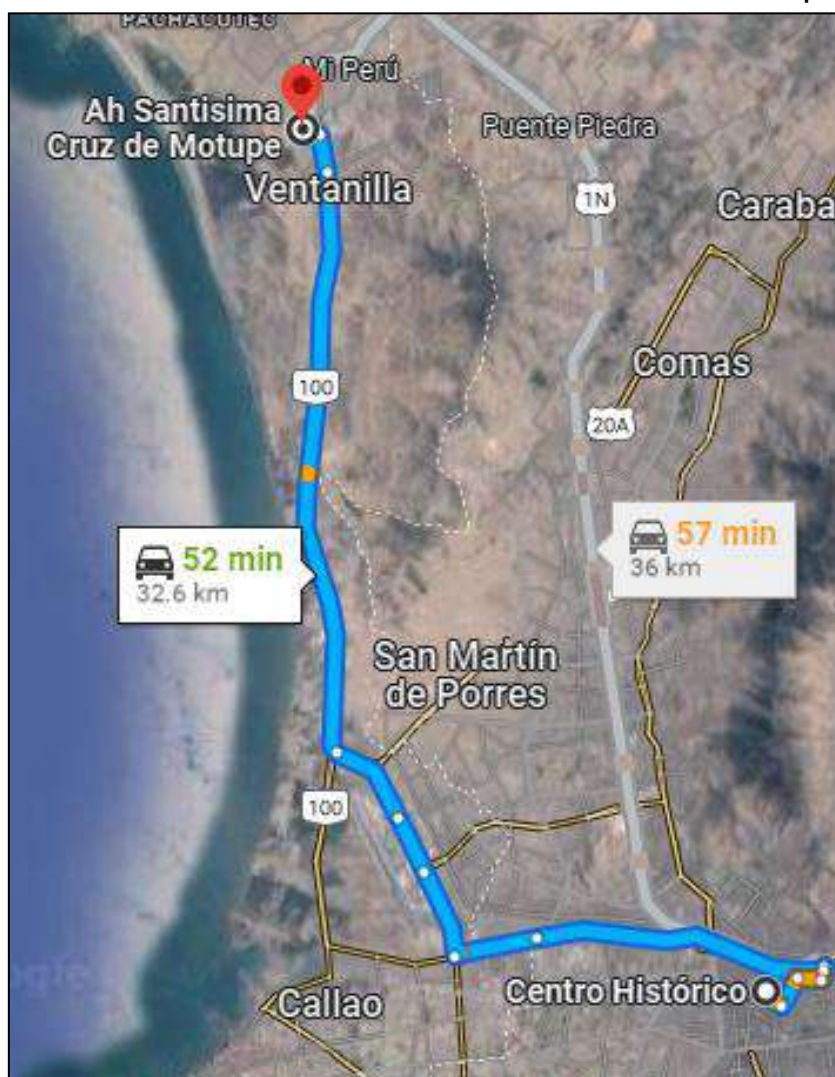 PACHACUTEC
Mi Perú
Ah Santisima
Cruz de Motupe
Puente Piedra
Ventanilla
1N
Caraba
Comas
100
20A
52 min
32.6 km
57 min
36 km
San Martín
de Porres
100
Centro Histórico
Callao